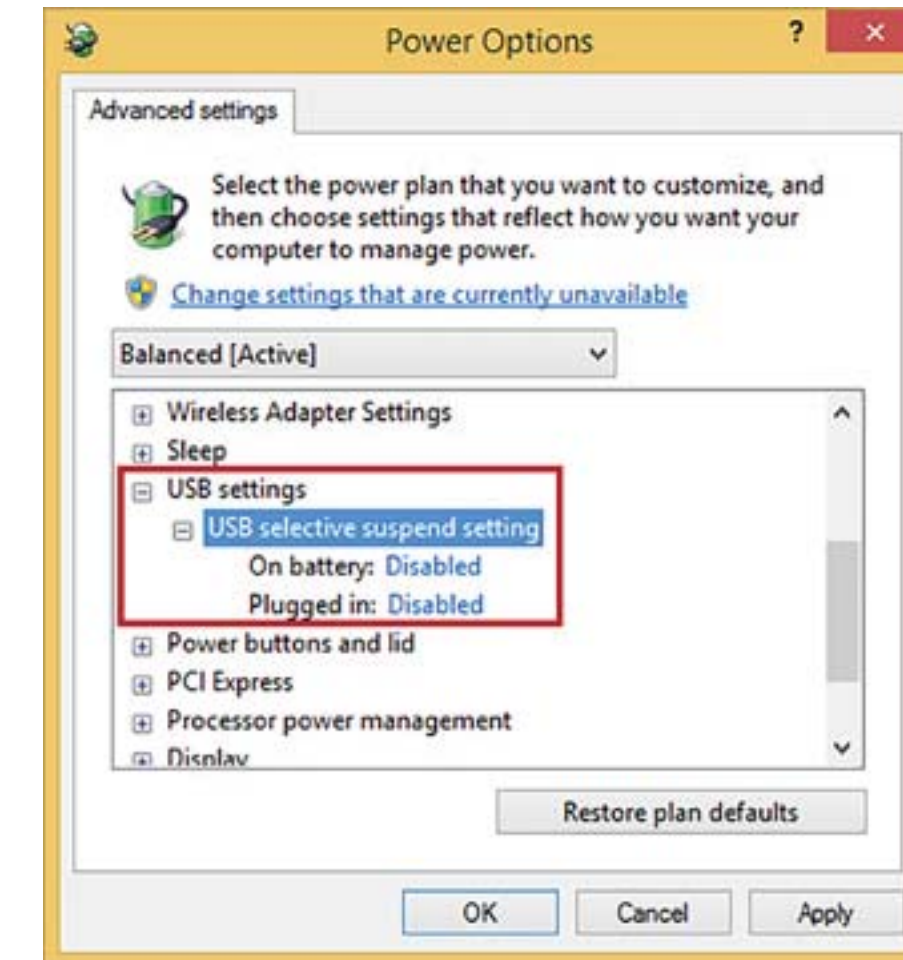 Power Options
?
Advanced settings
Select the power plan that you want to customize, and
then choose settings that reflect how you want your
computer to manage power.
Change settings that are currently unavailable
Balanced [Active]
Wireless Adapter Settings
Sleep
USB settings
USB selective suspend setting
On battery: Disabled
Plugged in: Disabled
Power buttons and lid
PCI Express
Processor power management
Display
Restore plan defaults
OK Cancel Apply